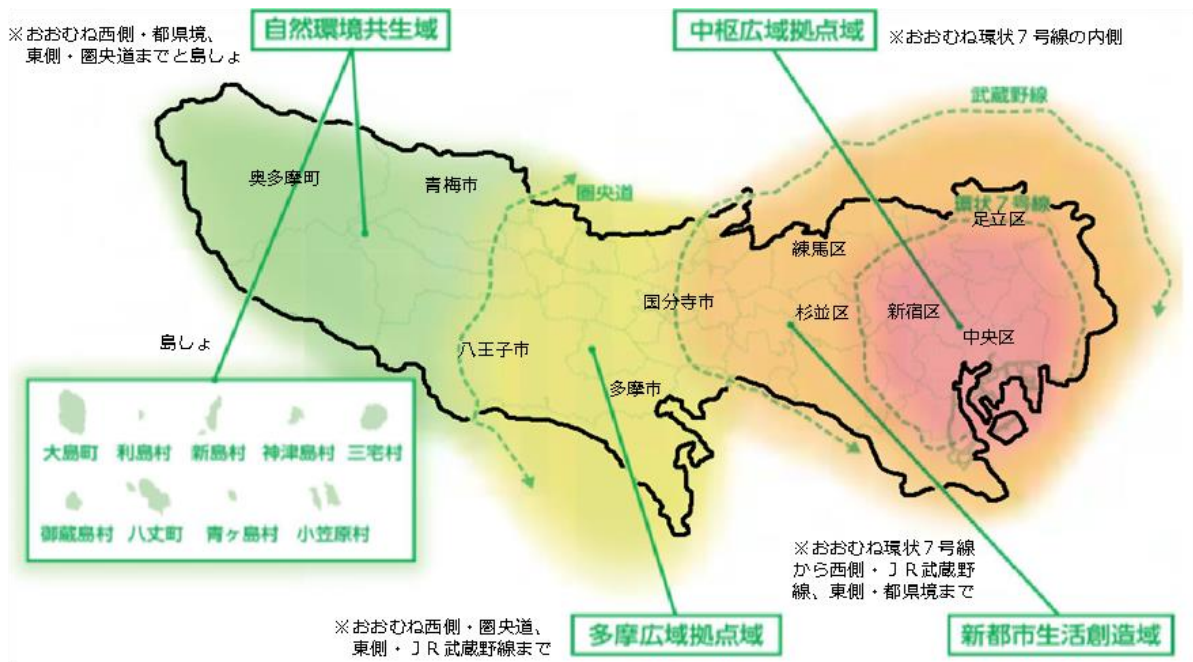 自然環境共生域
※おおむね西側・都県境、
東側・圏央道までと島しょ
中枢広域拠点域
※おおむね環状７号線の内側
武蔵野線
奥多摩町
青梅市
圏央道
環状７号線
足立区
練馬区
国分寺市
杉並区
新宿区
中央区
八王子市
多摩市
島しょ
大島町
利島村
新島村
神津島村
三宅村
御蔵島村
八丈町
青ヶ島村
小笠原村
※おおむね環状７号線
から西側・ＪＲ武蔵野
線、東側・都県境まで
※おおむね西側・圏央道、
東側・ＪＲ武蔵野線まで
多摩広域拠点域
新都市生活創造域